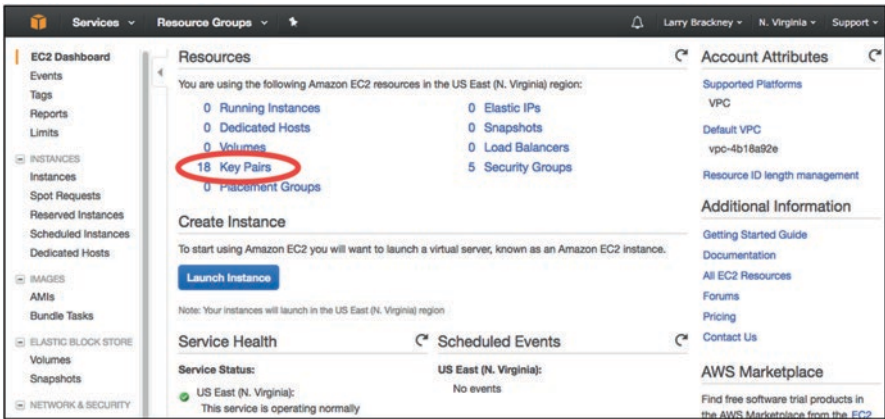 Services Resource Groups Larry Brackney N. Virginia Support
EC2 Dashboard
Events
Tags
Reports
Limits
INSTANCES
Instances
Spot Requests
Reserved Instances
Scheduled Instances
Dedicated Hosts
IMAGES
AMIs
Bundle Tasks
ELASTIC BLOCK STORE
Volumes
Snapshots
NETWORK & SECURITY
Resources
You are using the following Amazon EC2 resources in the US East (N. Virginia) region:
0 Running Instances
0 Dedicated Hosts
0 Volumes
18 Key Pairs
0 Placement Groups
0 Elastic IPs
0 Snapshots
0 Load Balancers
5 Security Groups
Create Instance
To start using Amazon EC2 you will want to launch a virtual server, known as an Amazon EC2 instance.
Launch Instance
Note: Your instances will launch in the US East (N. Virginia) region
Service Health
Service Status:
US East (N. Virginia):
This service is operating normally
Scheduled Events
US East (N. Virginia):
No events
Account Attributes
Supported Platforms
VPC
Default VPC
vpc-4b18a92e
Resource ID length management
Additional Information
Getting Started Guide
Documentation
All EC2 Resources
Forums
Pricing
Contact Us
AWS Marketplace
Find free software trial products in
the AWS Marketplace from the EC2